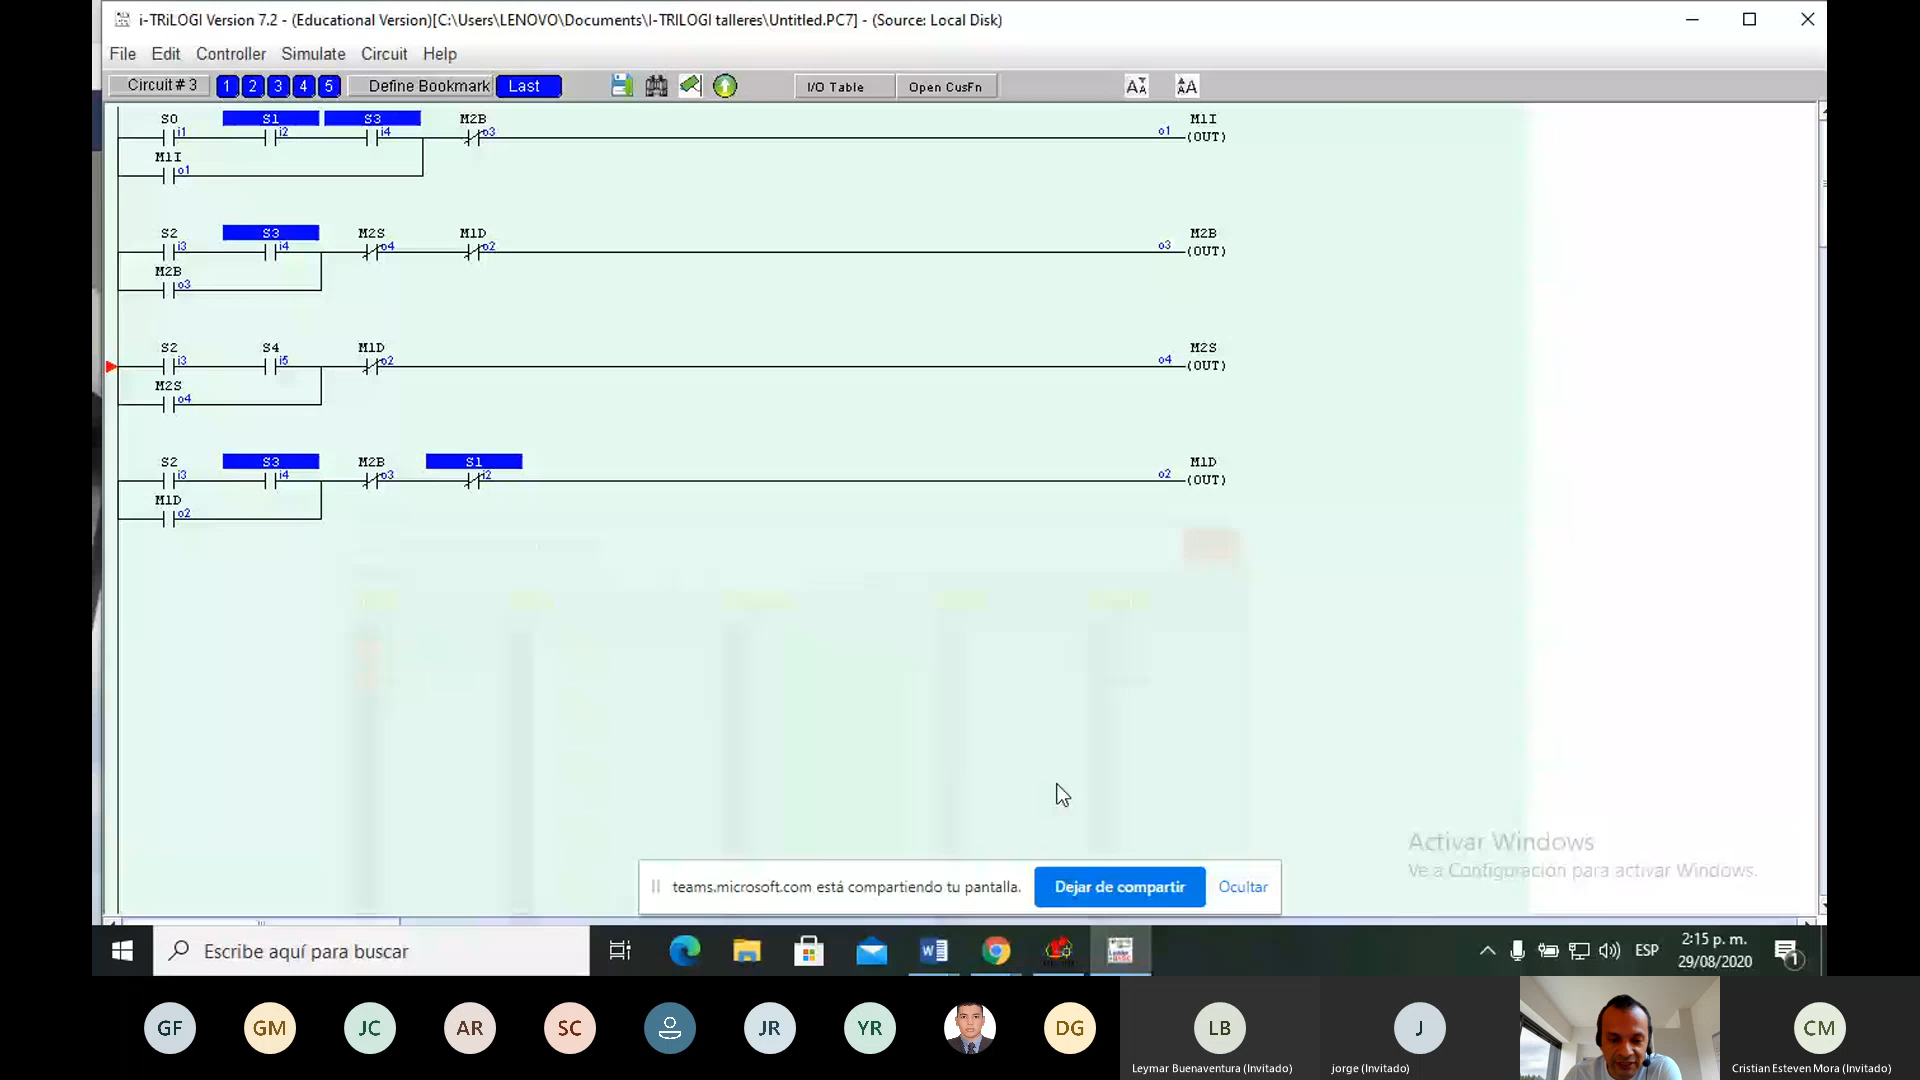 i-TRiLOGI Version 7.2 - (Educational Version)[C:\Users\LENOVO\Documents\I-TRILOGI talleres\Untitled.PC7] - (Source: Local Disk)
File Edit Controller Simulate Circuit Help
Circuit # 3 1 2 3 4 5 Define Bookmark Last I/O Table Open CusFn
S0 S1 S3 M2B M1I
i1 i2 i4 o3 o1 (OUT)
M1I
o1
S2 S3 M2S M1D M2B
i3 i4 o4 o2 o3 (OUT)
M2B
o3
S2 S4 M1D M2S
i3 i5 o2 o4 (OUT)
M2S
o4
S2 S3 M2B S1 M1D
i3 i4 o3 i2 o2 (OUT)
M1D
o2
Activar Windows
Ve a Configuración para activar Windows.
teams.microsoft.com está compartiendo tu pantalla. Dejar de compartir Ocultar
Escribe aquí para buscar
ESP
2:15 p. m.
29/08/2020
1
GF GM JC AR SC JR YR DG LB J CM
Leymar Buenaventura (Invitado) jorge (Invitado) Cristian Esteven Mora (Invitado)